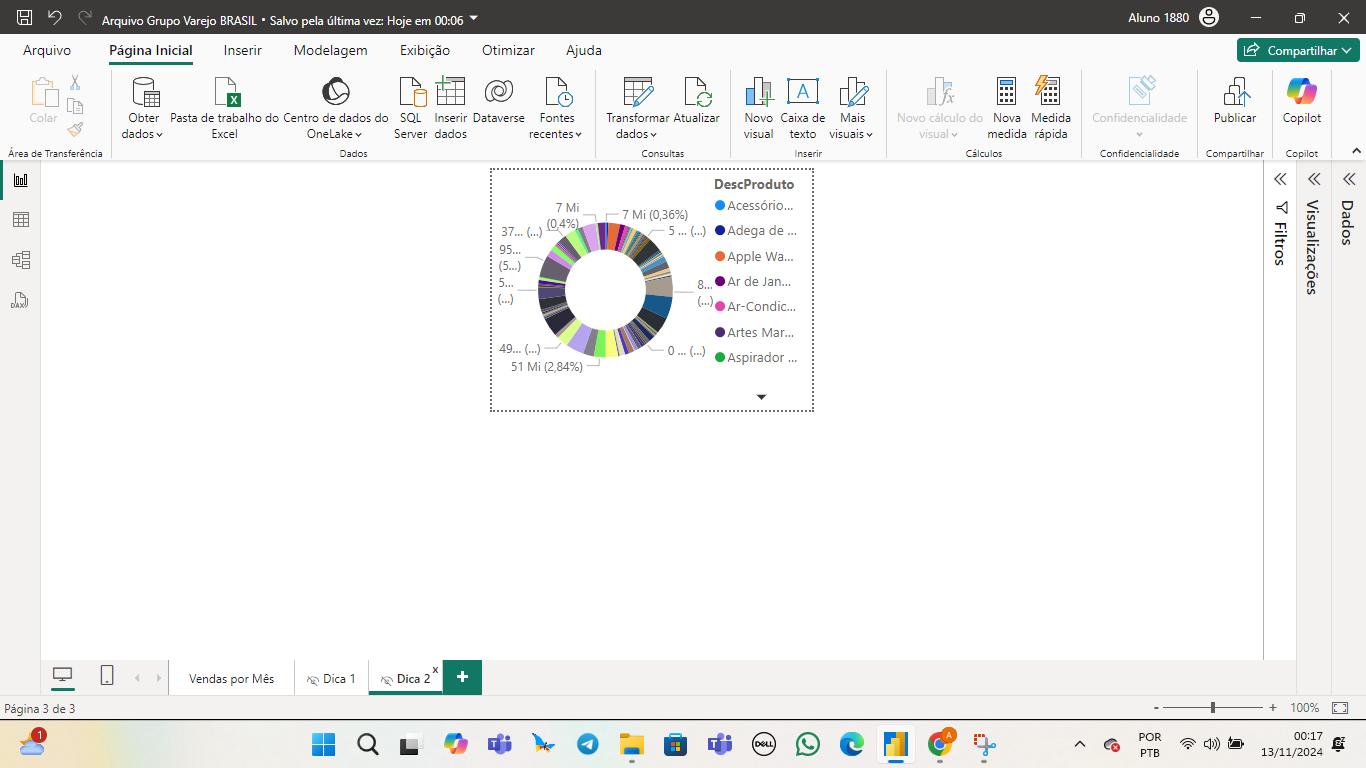 Arquivo Grupo Varejo BRASIL • Salvo pela última vez: Hoje em 00:06
Aluno 1880
Arquivo
Página Inicial
Inserir
Modelagem
Exibição
Otimizar
Ajuda
Compartilhar
Colar
Obter
dados
Pasta de trabalho do
Excel
Centro de dados do
OneLake
SQL
Server
Inserir
dados
Dataverse
Fontes
recentes
Transformar
dados
Atualizar
Novo
visual
Caixa de
texto
Mais
visuais
Novo cálculo do
visual
Nova
medida
Medida
rápida
Confidencialidade
Publicar
Copilot
Área de Transferência
Dados
Consultas
Inserir
Cálculos
Confidencialidade
Compartilhar
Copilot
DAX
DescProduto
Acessório...
Adega de ...
Apple Wa...
Ar de Jan...
Ar-Condic...
Artes Mar...
Aspirador ...
7 Mi
(0,4%)
7 Mi (0,36%)
37... (...)
5 ... (...)
95...
(5...)
5...
(...)
8...
(...)
49... (...)
0 ... (...)
51 Mi (2,84%)
Filtros
Visualizações
Dados
Vendas por Mês
Dica 1
Dica 2
x
+
Página 3 de 3
- + 100%
1
DELL
A
POR
PTB
00:17
13/11/2024